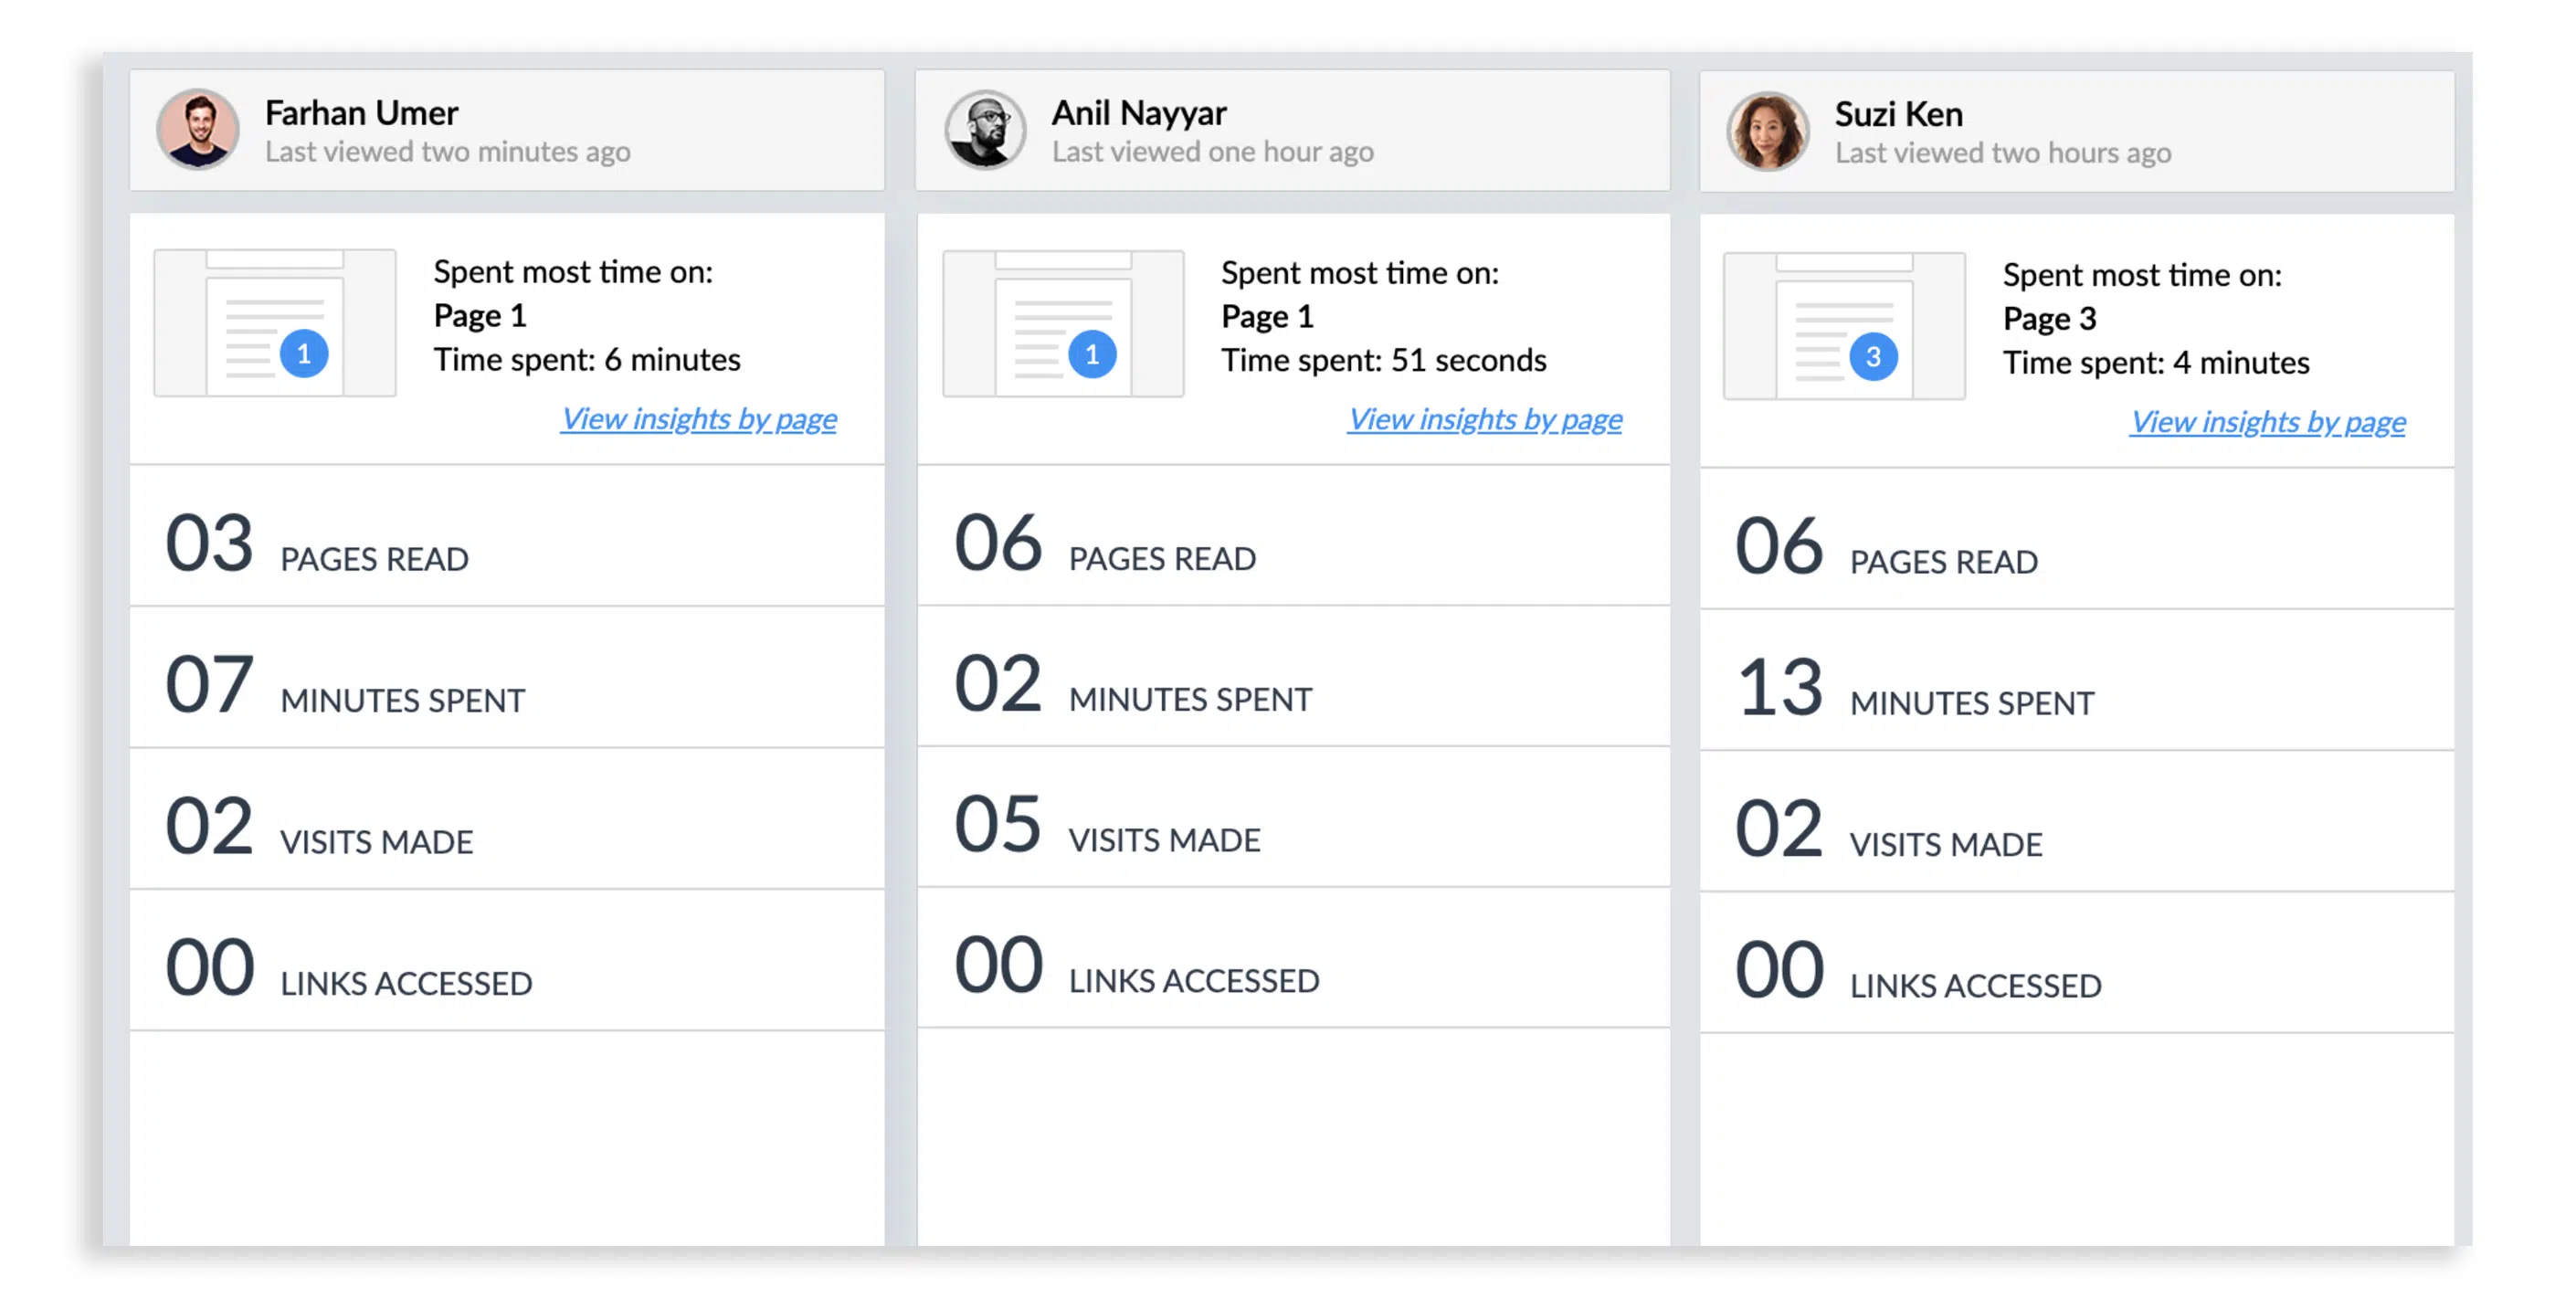 Farhan Umer
Last viewed two minutes ago
1
Spent most time on:
Page 1
Time spent: 6 minutes
View insights by page
03 PAGES READ
07 MINUTES SPENT
02 VISITS MADE
00 LINKS ACCESSED
Anil Nayyar
Last viewed one hour ago
1
Spent most time on:
Page 1
Time spent: 51 seconds
View insights by page
06 PAGES READ
02 MINUTES SPENT
05 VISITS MADE
00 LINKS ACCESSED
Suzi Ken
Last viewed two hours ago
3
Spent most time on:
Page 3
Time spent: 4 minutes
View insights by page
06 PAGES READ
13 MINUTES SPENT
02 VISITS MADE
00 LINKS ACCESSED